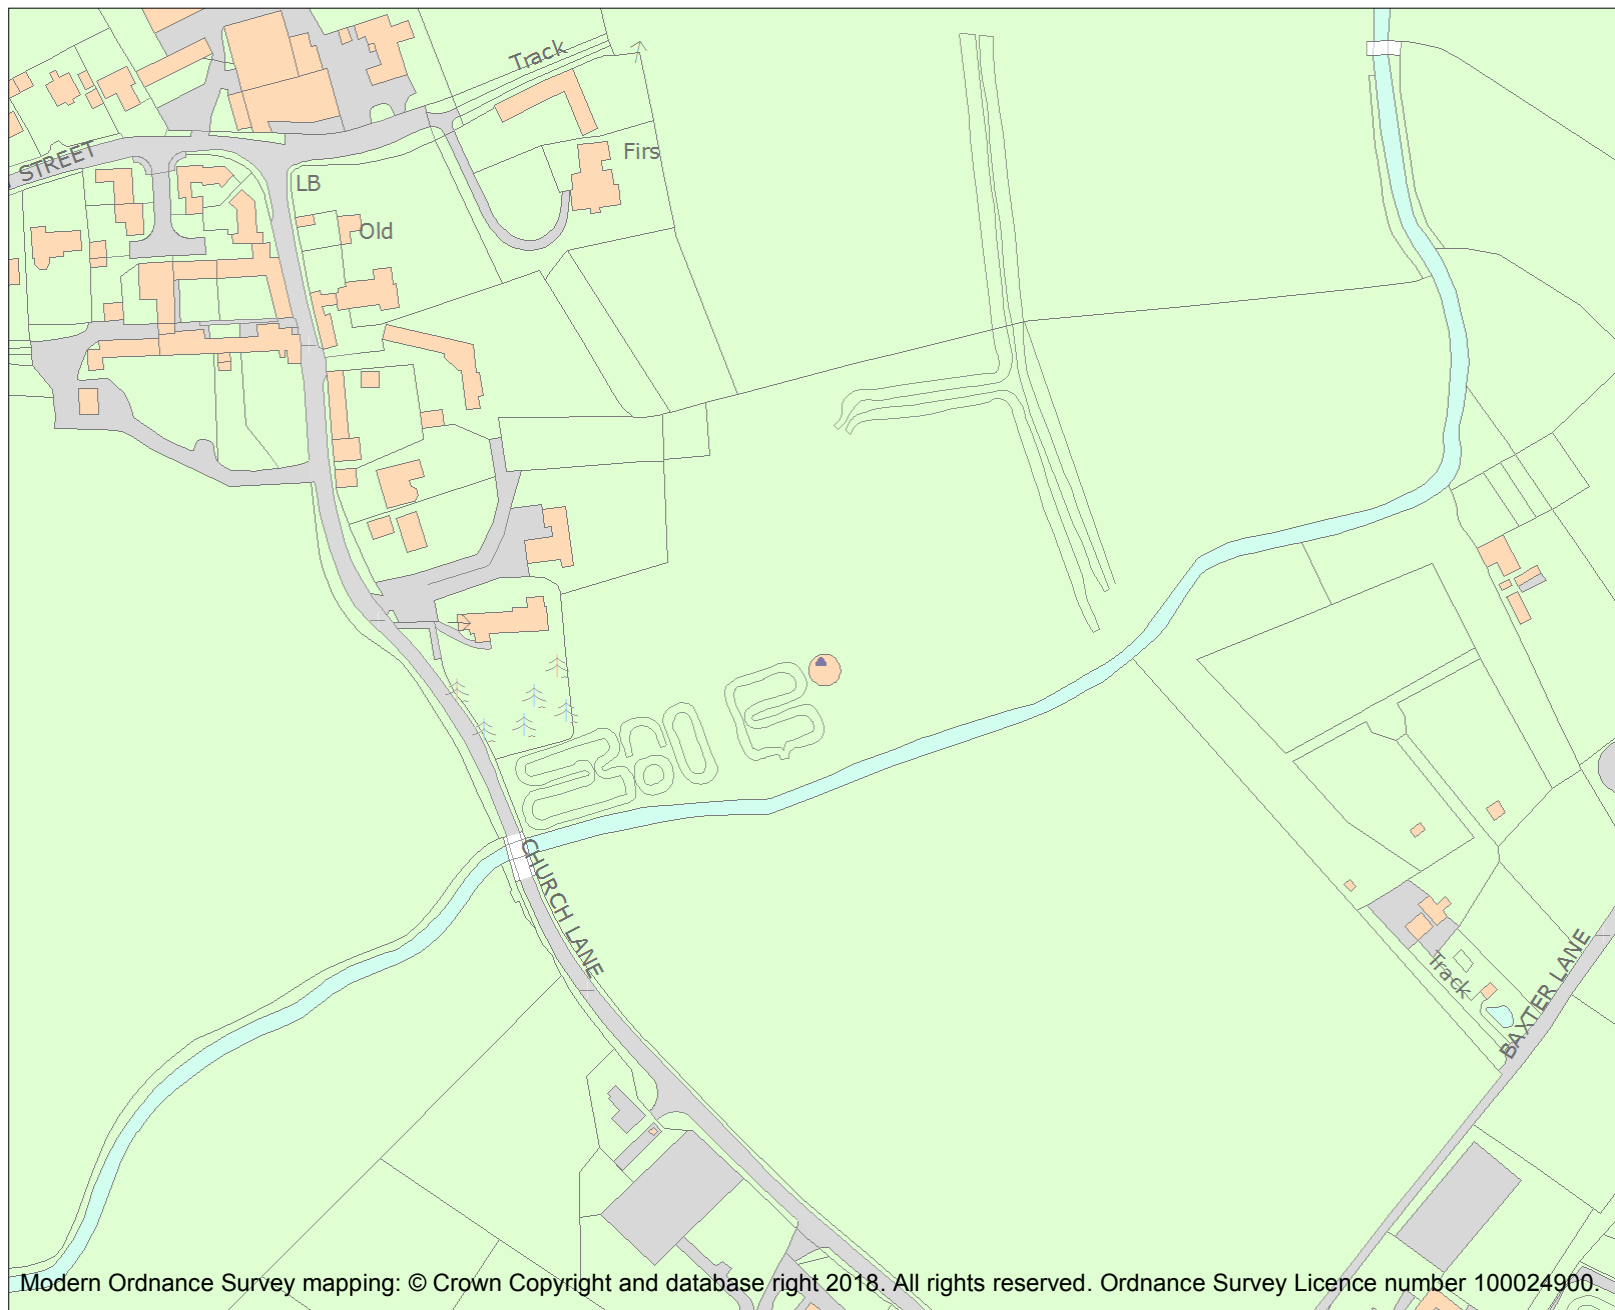 Track
STREET
Firs
LB
Old
CHURCH LANE
Track
BAXTER LANE
Modern Ordnance Survey mapping: © Crown Copyright and database right 2018. All rights reserved. Ordnance Survey Licence number 100024900.